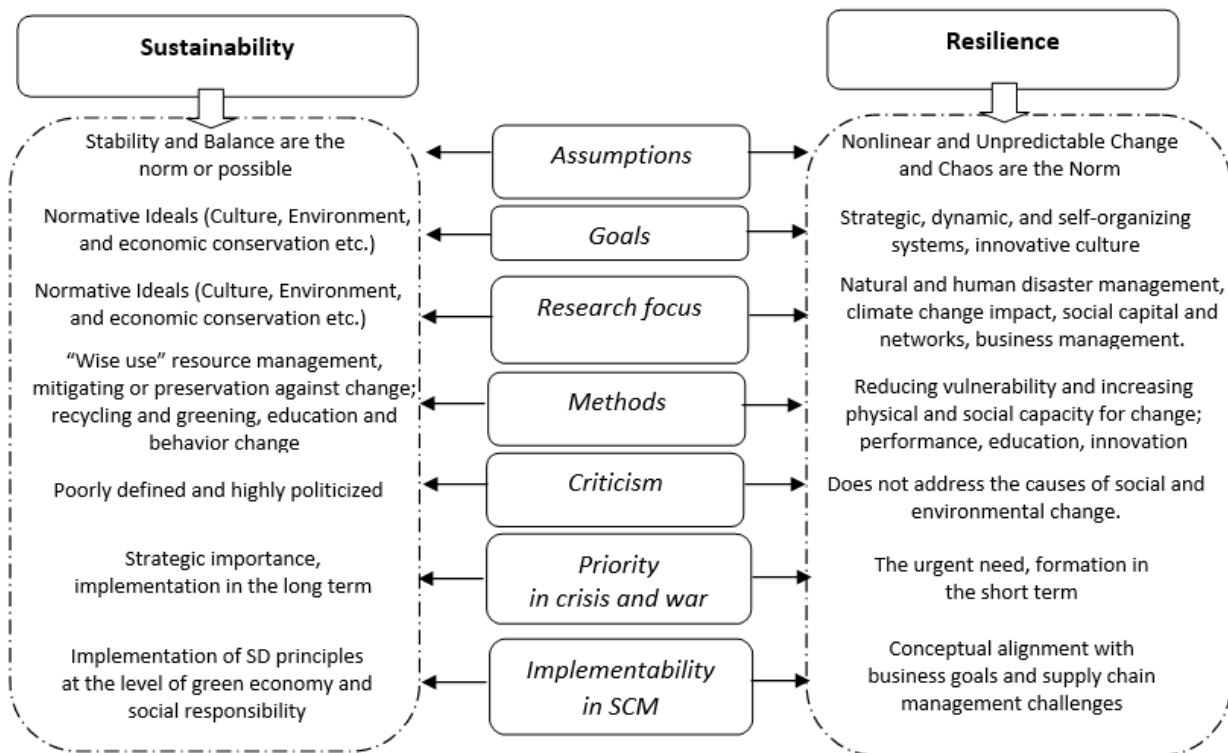 Sustainability
Resilience
Stability and Balance are the
norm or possible
Assumptions
Nonlinear and Unpredictable Change
and Chaos are the Norm
Normative Ideals (Culture, Environment,
and economic conservation etc.)
Goals
Strategic, dynamic, and self-organizing
systems, innovative culture
Normative Ideals (Culture, Environment,
and economic conservation etc.)
Research focus
Natural and human disaster management,
climate change impact, social capital and
networks, business management.
“Wise use” resource management,
mitigating or preservation against change;
recycling and greening, education and
behavior change
Methods
Reducing vulnerability and increasing
physical and social capacity for change;
performance, education, innovation
Poorly defined and highly politicized
Criticism
Does not address the causes of social and
environmental change.
Strategic importance,
implementation in the long term
Priority
in crisis and war
The urgent need, formation in
the short term
Implementation of SD principles
at the level of green economy and
social responsibility
Implementability
in SCM
Conceptual alignment with
business goals and supply chain
management challenges